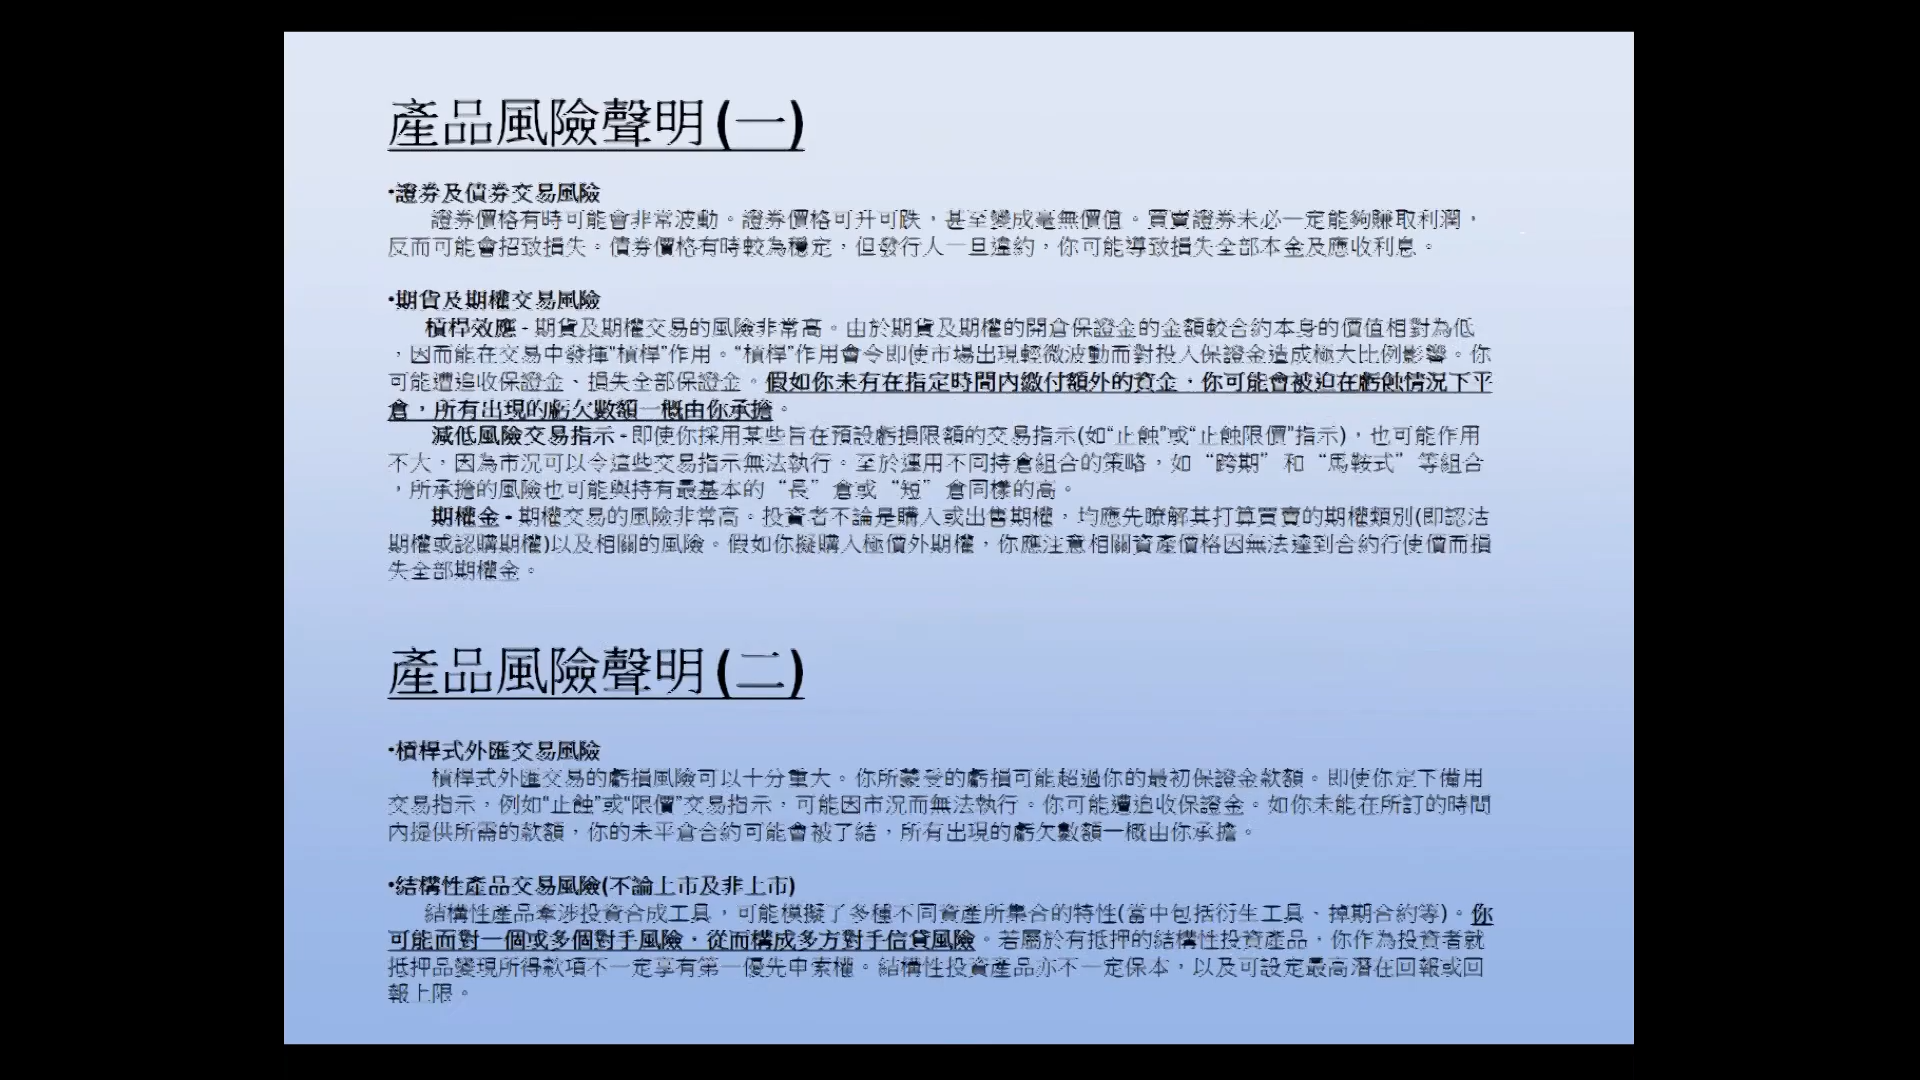 產品風險聲明(一)
•證券及債券交易風險
證券價格有時可能會非常波動。證券價格可升可跌，甚至變成毫無價值。買賣證券未必一定能夠賺取利潤，
反而可能會招致損失。債券價格有時較為穩定，但發行人一旦違約，你可能導致損失全部本金及應收利息。
•期貨及期權交易風險
槓桿效應 - 期貨及期權交易的風險非常高。由於期貨及期權的開倉保證金的金額較合約本身的價值相對為低
，因而能在交易中發揮“槓桿”作用。“槓桿”作用會令即使市場出現輕微波動而對投入保證金造成極大比例影響。你
可能遭追收保證金、損失全部保證金。假如你未有在指定時間內繳付額外的資金，你可能會被迫在虧蝕情況下平
倉，所有出現的虧欠數額一概由你承擔。
減低風險交易指示 - 即使你採用某些旨在預設虧損限額的交易指示(如“止蝕”或“止蝕限價”指示)，也可能作用
不大，因為市況可以令這些交易指示無法執行。至於運用不同持倉組合的策略，如 “跨期” 和 “馬鞍式” 等組合
，所承擔的風險也可能與持有最基本的 “長” 倉或 “短” 倉同樣的高。
期權金 - 期權交易的風險非常高。投資者不論是購入或出售期權，均應先瞭解其打算買賣的期權類別(即認沽
期權或認購期權)以及相關的風險。假如你擬購入極價外期權，你應注意相關資產價格因無法達到合約行使價而損
失全部期權金。
產品風險聲明(二)
•槓桿式外匯交易風險
槓桿式外匯交易的虧損風險可以十分重大。你所蒙受的虧損可能超過你的最初保證金款額。即使你定下備用
交易指示，例如“止蝕”或“限價”交易指示，可能因市況而無法執行。你可能遭追收保證金。如你未能在所訂的時間
內提供所需的款額，你的未平倉合約可能會被了結，所有出現的虧欠數額一概由你承擔。
•結構性產品交易風險(不論上市及非上市)
結構性產品牽涉投資合成工具，可能模擬了多種不同資產所集合的特性(當中包括衍生工具、掉期合約等)。你
可能面對一個或多個對手風險，從而構成多方對手信貸風險。若屬於有抵押的結構性投資產品，你作為投資者就
抵押品變現所得款項不一定享有第一優先申索權。結構性投資產品亦不一定保本，以及可設定最高潛在回報或回
報上限。